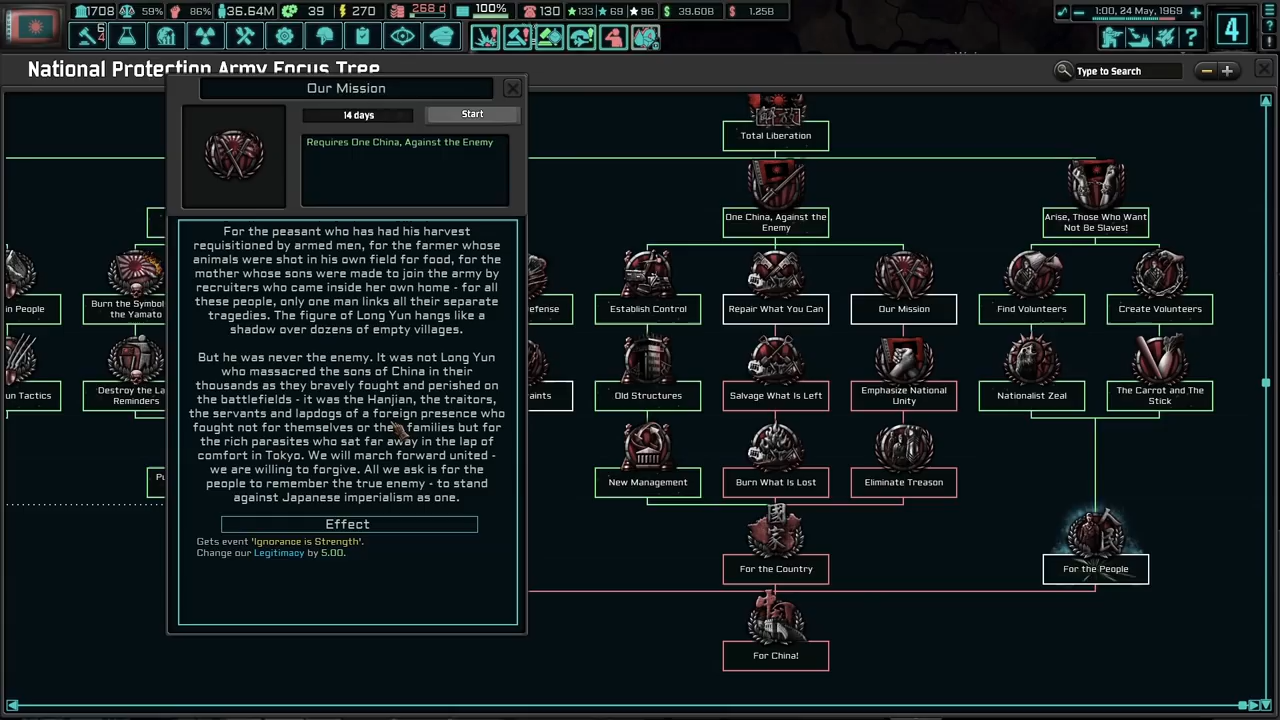 1708 59% 86% 36.64M 39 270 268 d 100% 130 133 69 96 $ 39.60B $ 1.25B
1:00, 24 May, 1969
4
National Protection Army Focus Tree
Type to Search
Our Mission
14 days
Start
Requires One China, Against the Enemy
For the peasant who has had his harvest
requisitioned by armed men, for the farmer whose
animals were shot in his own field for food, for the
mother whose sons were made to join the army by
recruiters who came inside her own home - for all
these people, only one man links all their separate
tragedies. The figure of Long Yun hangs like a
shadow over dozens of empty villages.
But he was never the enemy. It was not Long Yun
who massacred the sons of China in their
thousands as they bravely fought and perished on
the battlefields - it was the Hanjian, the traitors,
the servants and lapdogs of a foreign presence who
fought not for themselves or their families but for
the rich parasites who sat far away in the lap of
comfort in Tokyo. We will march forward united -
we are willing to forgive. All we ask is for the
people to remember the true enemy - to stand
against Japanese imperialism as one.
Effect
Gets event 'Ignorance is Strength'.
Change our Legitimacy by 5.00.
Total Liberation
One China, Against the
Enemy
Arise, Those Who Want
Not Be Slaves!
in People
Burn the Symbol
the Yamato
efense
Establish Control
Repair What You Can
Our Mission
Find Volunteers
Create Volunteers
un Tactics
Destroy the La
Reminders
aints
Old Structures
Salvage What Is Left
Emphasize National
Unity
Nationalist Zeal
The Carrot and The
Stick
Pu
New Management
Burn What Is Lost
Eliminate Treason
國家
For the Country
人民
For the People
For China!